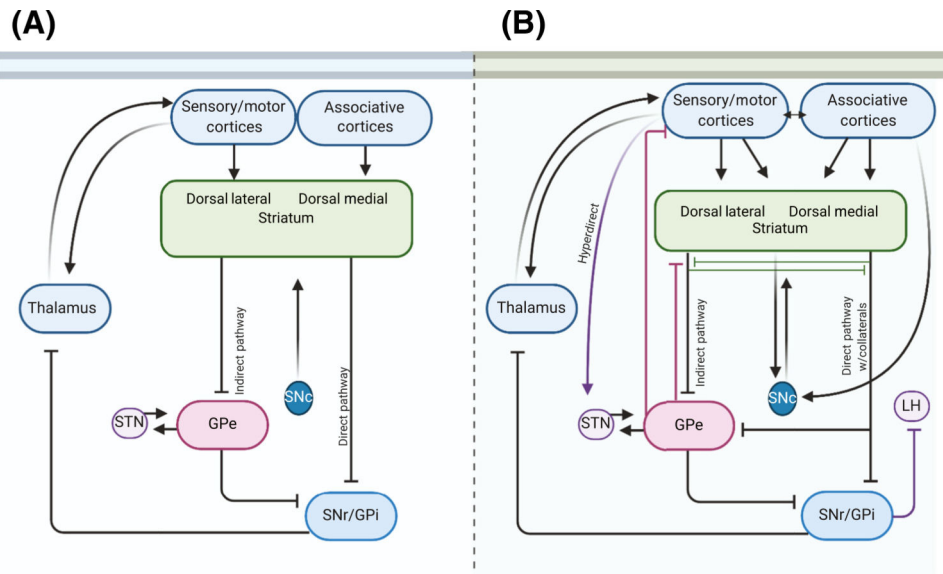 (A)
Sensory/motor
cortices
Associative
cortices
Dorsal lateral Dorsal medial
Striatum
Thalamus
Indirect pathway
Direct pathway
SNc
STN
GPe
SNr/GPi
(B)
Sensory/motor
cortices
Associative
cortices
Hyperdirect
Dorsal lateral Dorsal medial
Striatum
Thalamus
Indirect pathway
Direct pathway
w/collaterals
SNc
LH
STN
GPe
SNr/GPi